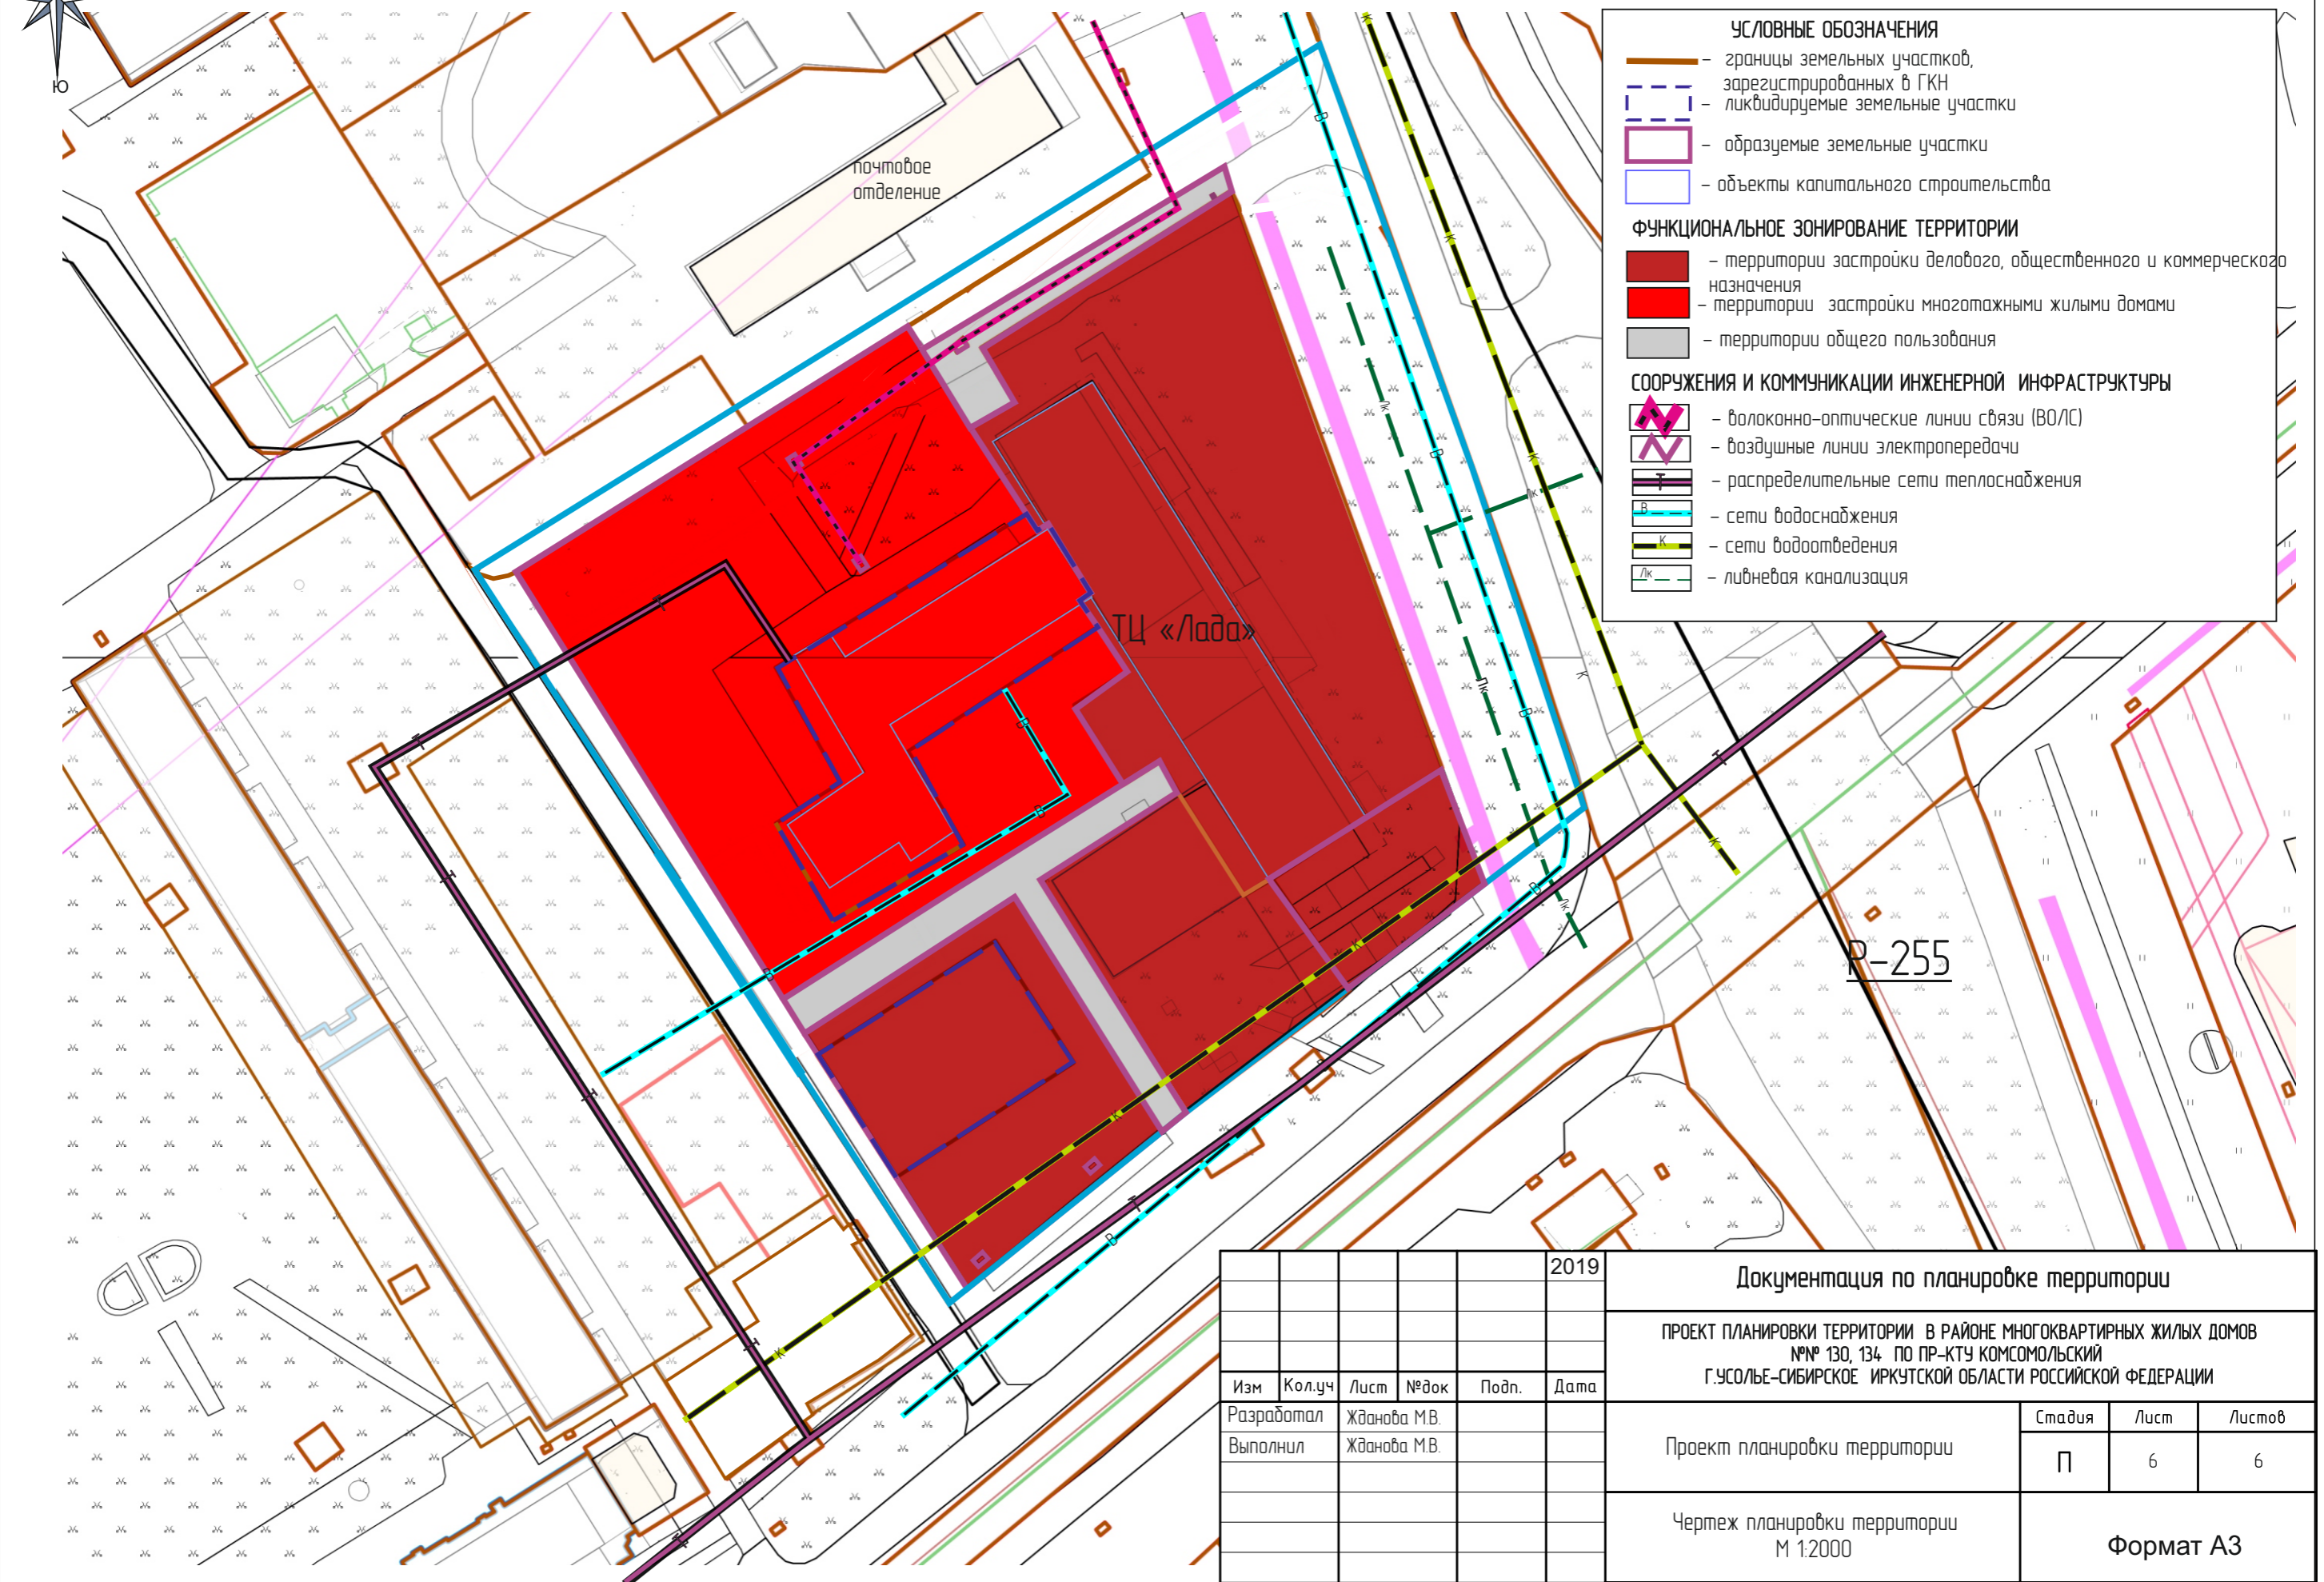 Ю
почтовое
отделение
ТЦ «Лада»
Р-255
УСЛОВНЫЕ ОБОЗНАЧЕНИЯ
– границы земельных участков,
зарегистрированных в ГКН
– ликвидируемые земельные участки
– образуемые земельные участки
– объекты капитального строительства
ФУНКЦИОНАЛЬНОЕ ЗОНИРОВАНИЕ ТЕРРИТОРИИ
– территории застройки делового, общественного и коммерческого
назначения
– территории застройки многотажными жилыми домами
– территории общего пользования
СООРУЖЕНИЯ И КОММУНИКАЦИИ ИНЖЕНЕРНОЙ ИНФРАСТРУКТУРЫ
– волоконно-оптические линии связи (ВОЛС)
– воздушные линии электропередачи
Т – распределительные сети теплоснабжения
В – сети водоснабжения
К – сети водоотведения
Лк – ливневая канализация
2019
Изм Кол.уч Лист №док Подп. Дата
Разработал Жданова М.В.
Выполнил Жданова М.В.
Документация по планировке территории
ПРОЕКТ ПЛАНИРОВКИ ТЕРРИТОРИИ В РАЙОНЕ МНОГОКВАРТИРНЫХ ЖИЛЫХ ДОМОВ
№№ 130, 134 ПО ПР-КТУ КОМСОМОЛЬСКИЙ
Г.УСОЛЬЕ-СИБИРСКОЕ ИРКУТСКОЙ ОБЛАСТИ РОССИЙСКОЙ ФЕДЕРАЦИИ
Проект планировки территории
Стадия Лист Листов
П 6 6
Чертеж планировки территории
М 1:2000
Формат А3